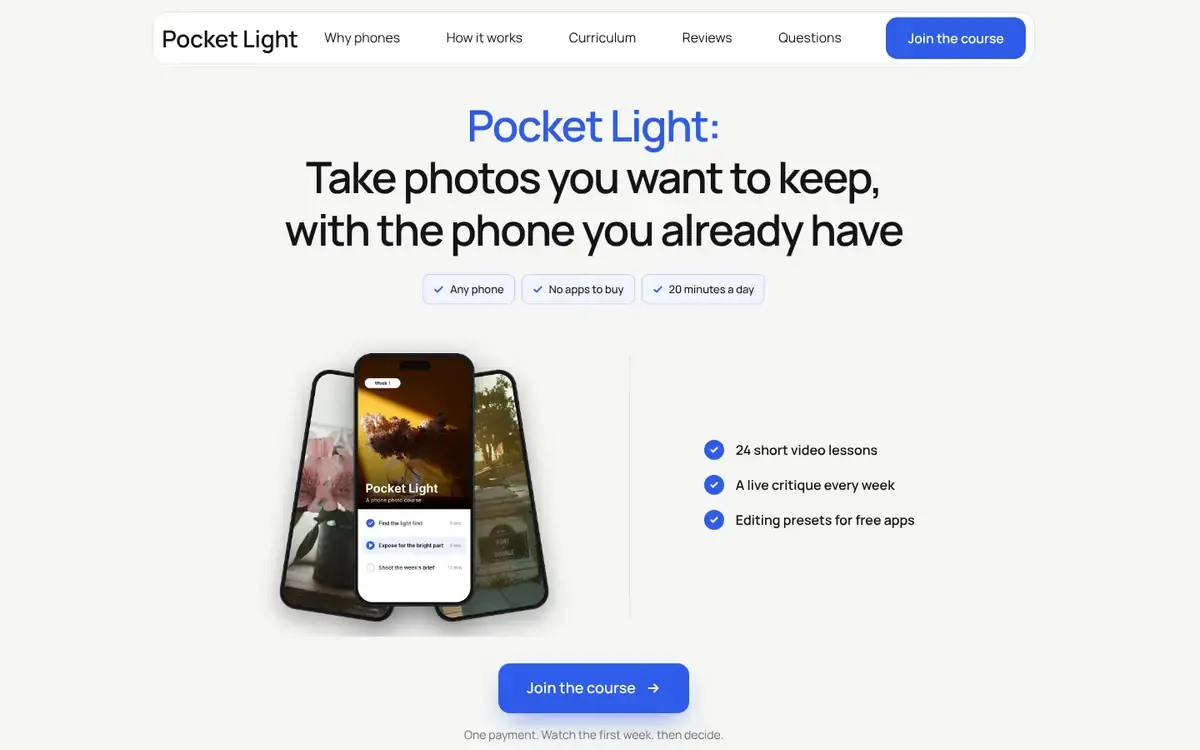 Pocket Light
Why phones
How it works
Curriculum
Reviews
Questions
Join the course
Pocket Light:
Take photos you want to keep,
with the phone you already have
Any phone
No apps to buy
20 minutes a day
Week 1
Pocket Light
A phone photo course
Find the light first
Expose for the bright part
Shoot the week's brief
24 short video lessons
A live critique every week
Editing presets for free apps
Join the course
One payment. Watch the first week, then decide.